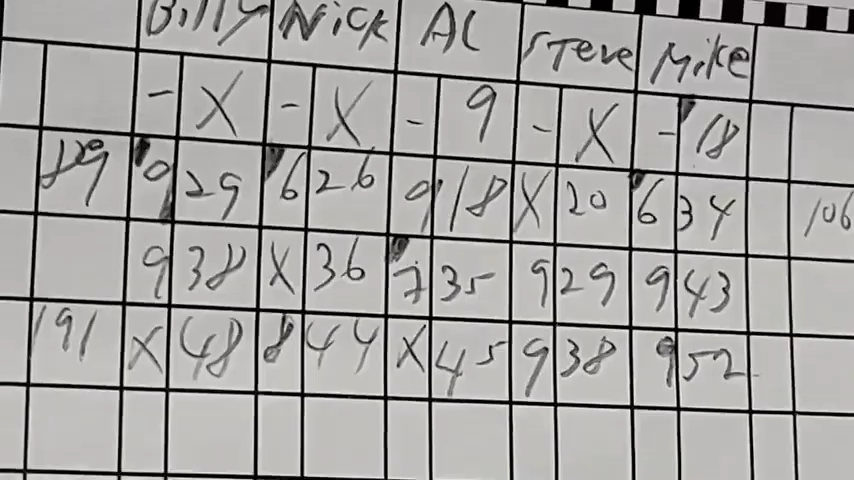 Billy Nick AL Steve Mike
- X - X - 9 - X - 18
9 29 6 26 9 18 X 20 6 34 106
9 38 X 36 7 35 9 29 9 43
191 X 48 8 44 X 45 9 38 9 52